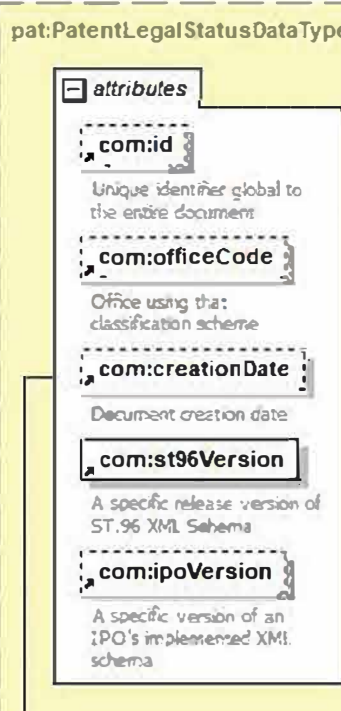 pat:PatentLegalStatusDataType
attributes
com:id
Unique identifier global to
the entire document
com:officeCode
Office using that
classification scheme
com:creationDate
Document creation date
com:st96Version
A specific release version of
ST.96 XML Schema
com:ipoVersion
A specific version of an
IPO's implemented XML
schema